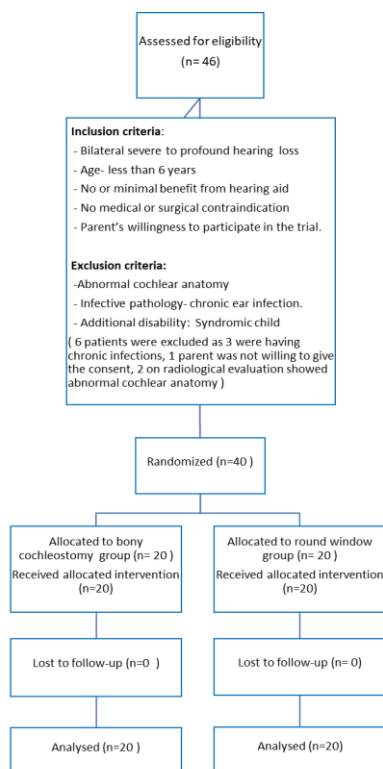 Assessed for eligibility
(n= 46)
Inclusion criteria:
- Bilateral severe to profound hearing loss
- Age- less than 6 years
- No or minimal benefit from hearing aid
- No medical or surgical contraindication
- Parent's willingness to participate in the trial.
Exclusion criteria:
-Abnormal cochlear anatomy
- Infective pathology- chronic ear infection.
- Additional disability: Syndromic child
( 6 patients were excluded as 3 were having
chronic infections, 1 parent was not willing to give
the consent, 2 on radiological evaluation showed
abnormal cochlear anatomy )
Randomized (n=40 )
Allocated to bony
cochleostomy group (n= 20 )
Received allocated intervention
(n=20)
Allocated to round window
group (n= 20 )
Received allocated intervention
(n=20)
Lost to follow-up (n=0 )
Lost to follow-up (n= 0)
Analysed (n=20 )
Analysed (n=20)